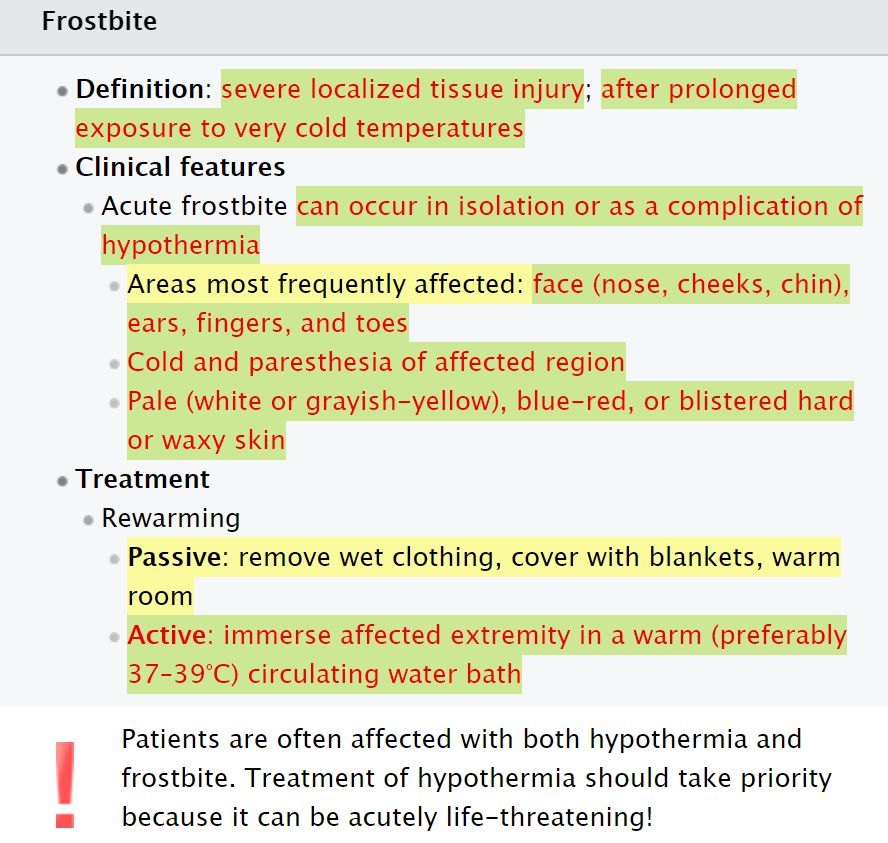 Frostbite
Definition: severe localized tissue injury; after prolonged
exposure to very cold temperatures
Clinical features
Acute frostbite can occur in isolation or as a complication of
hypothermia
Areas most frequently affected: face (nose, cheeks, chin),
ears, fingers, and toes
Cold and paresthesia of affected region
Pale (white or grayish-yellow), blue-red, or blistered hard
or waxy skin
Treatment
Rewarming
Passive: remove wet clothing, cover with blankets, warm
room
Active: immerse affected extremity in a warm (preferably
37–39°C) circulating water bath
! Patients are often affected with both hypothermia and
frostbite. Treatment of hypothermia should take priority
because it can be acutely life-threatening!